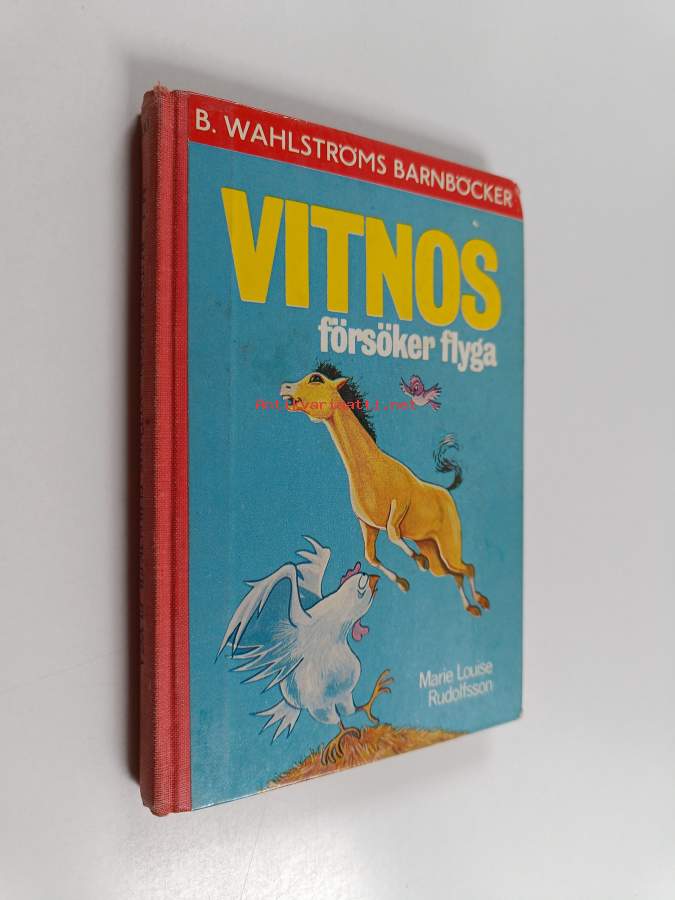 B. WAHLSTRÖMS BARNBÖCKER
VITNOS
försöker flyga
Antikvariaatti.net
Marie Louise
Rudolfsson